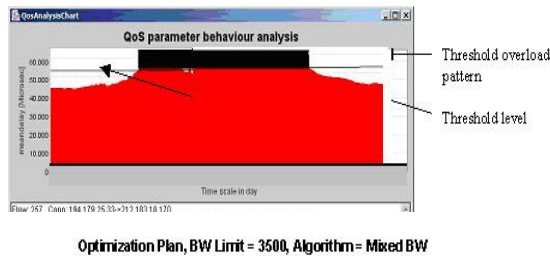 QosAnalysisChart
QoS parameter behaviour analysis
Threshold overload
pattern
Threshold level
meandelay [Microsec]
60.000
50.000
40.000
30.000
20.000
10.000
0
Time scale in day
Flow: 257 Conn: 194.179.25.33->212.183.10.170
Optimization Plan, BW Limit = 3500, Algorithm = Mixed BW